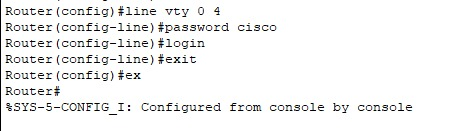 Router(config)#line vty 0 4
Router(config-line)#password cisco
Router(config-line)#login
Router(config-line)#exit
Router(config)#ex
Router#
%SYS-5-CONFIG_I: Configured from console by console